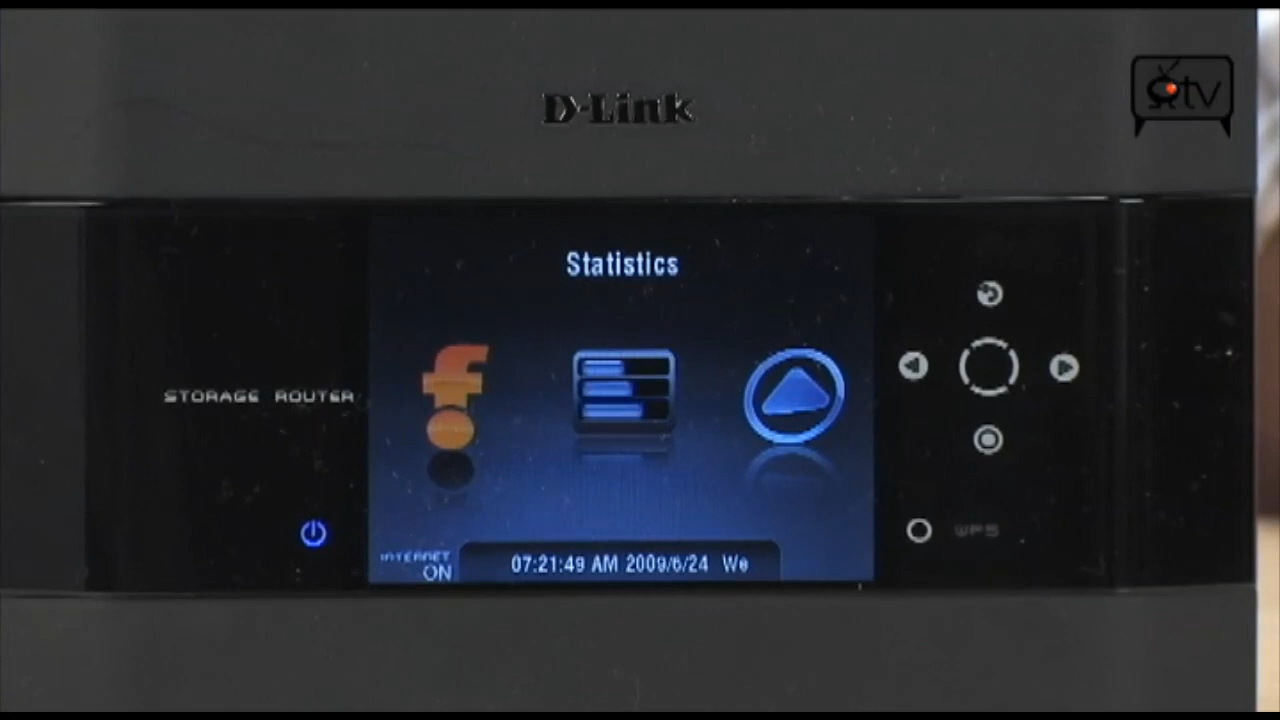 D-Link
tv
Statistics
STORAGE ROUTER
INTERNET
ON
07:21:49 AM 2009/6/24 We
WPS